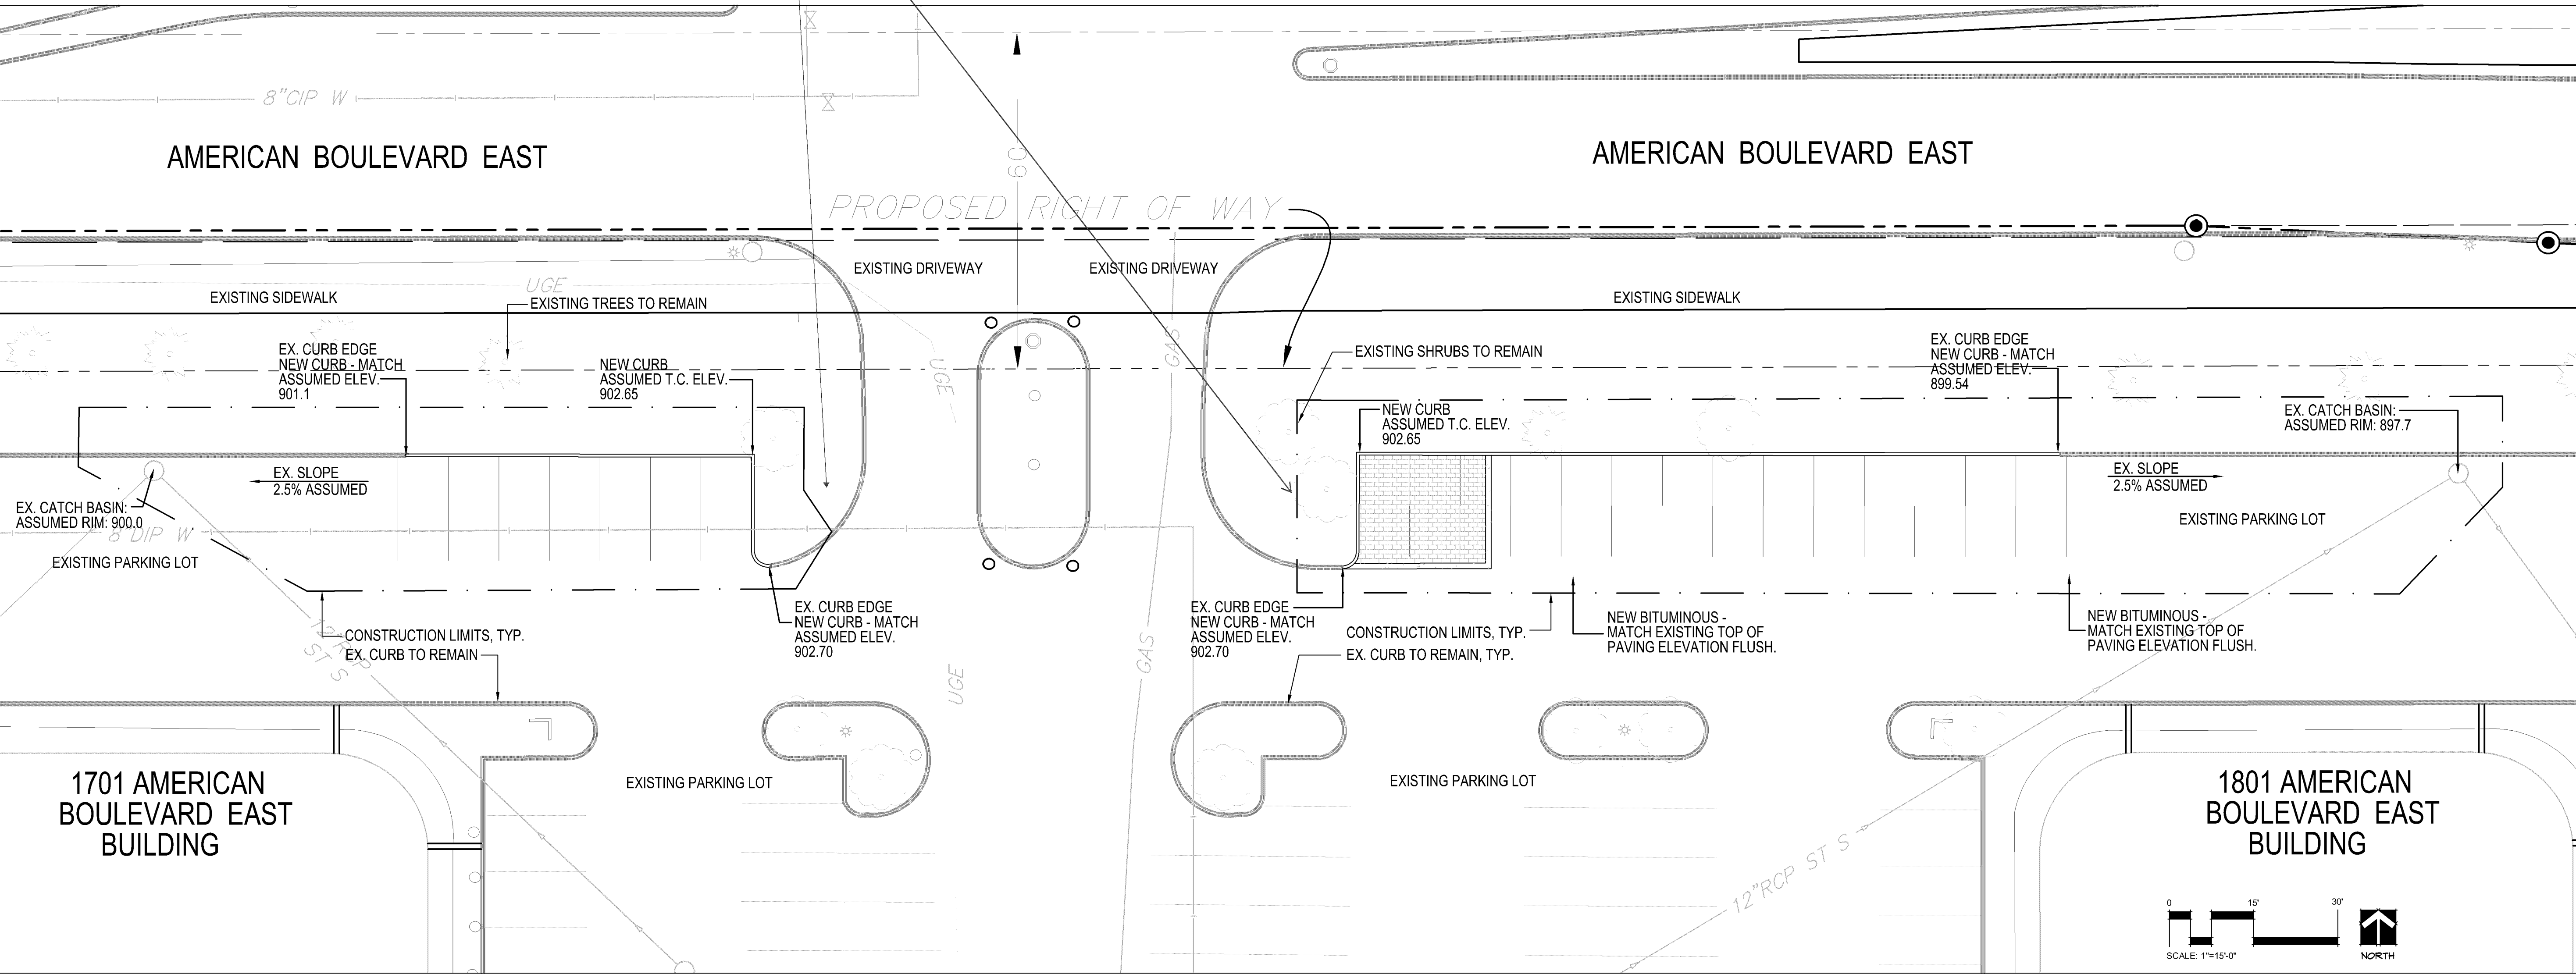 8"CIP W
AMERICAN BOULEVARD EAST
AMERICAN BOULEVARD EAST
60
PROPOSED RIGHT OF WAY
EXISTING DRIVEWAY
EXISTING DRIVEWAY
UGE
EXISTING SIDEWALK
EXISTING TREES TO REMAIN
EXISTING SIDEWALK
EX. CURB EDGE
NEW CURB - MATCH
ASSUMED ELEV.
901.1
NEW CURB
ASSUMED T.C. ELEV.
902.65
UGE
GAS
EXISTING SHRUBS TO REMAIN
NEW CURB
ASSUMED T.C. ELEV.
902.65
EX. CURB EDGE
NEW CURB - MATCH
ASSUMED ELEV.
899.54
EX. CATCH BASIN:
ASSUMED RIM: 897.7
EX. SLOPE
2.5% ASSUMED
EX. SLOPE
2.5% ASSUMED
EX. CATCH BASIN:
ASSUMED RIM: 900.0
8"DIP W
EXISTING PARKING LOT
EXISTING PARKING LOT
EX. CURB EDGE
NEW CURB - MATCH
ASSUMED ELEV.
902.70
EX. CURB EDGE
NEW CURB - MATCH
ASSUMED ELEV.
902.70
CONSTRUCTION LIMITS, TYP.
EX. CURB TO REMAIN
12"RCP
ST S
CONSTRUCTION LIMITS, TYP.
EX. CURB TO REMAIN, TYP.
NEW BITUMINOUS -
MATCH EXISTING TOP OF
PAVING ELEVATION FLUSH.
NEW BITUMINOUS -
MATCH EXISTING TOP OF
PAVING ELEVATION FLUSH.
UGE
GAS
1701 AMERICAN
BOULEVARD EAST
BUILDING
EXISTING PARKING LOT
EXISTING PARKING LOT
1801 AMERICAN
BOULEVARD EAST
BUILDING
12"RCP ST S
0 15' 30'
SCALE: 1"=15'-0"
NORTH